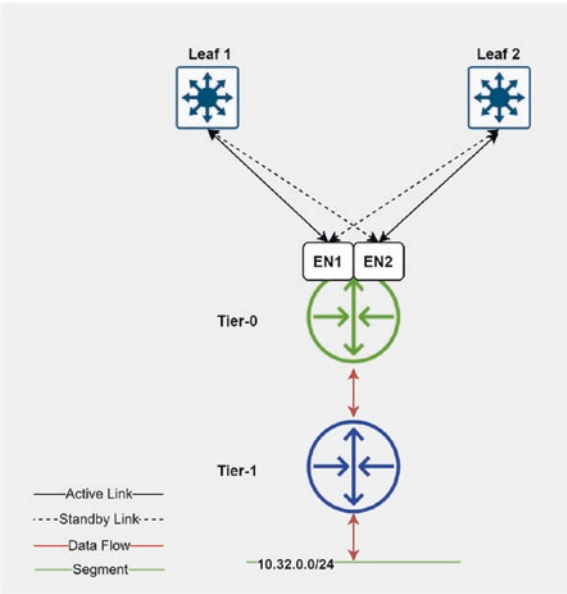 Leaf 1
Leaf 2
EN1
EN2
Tier-0
Tier-1
Active Link
Standby Link
Data Flow
Segment
10.32.0.0/24